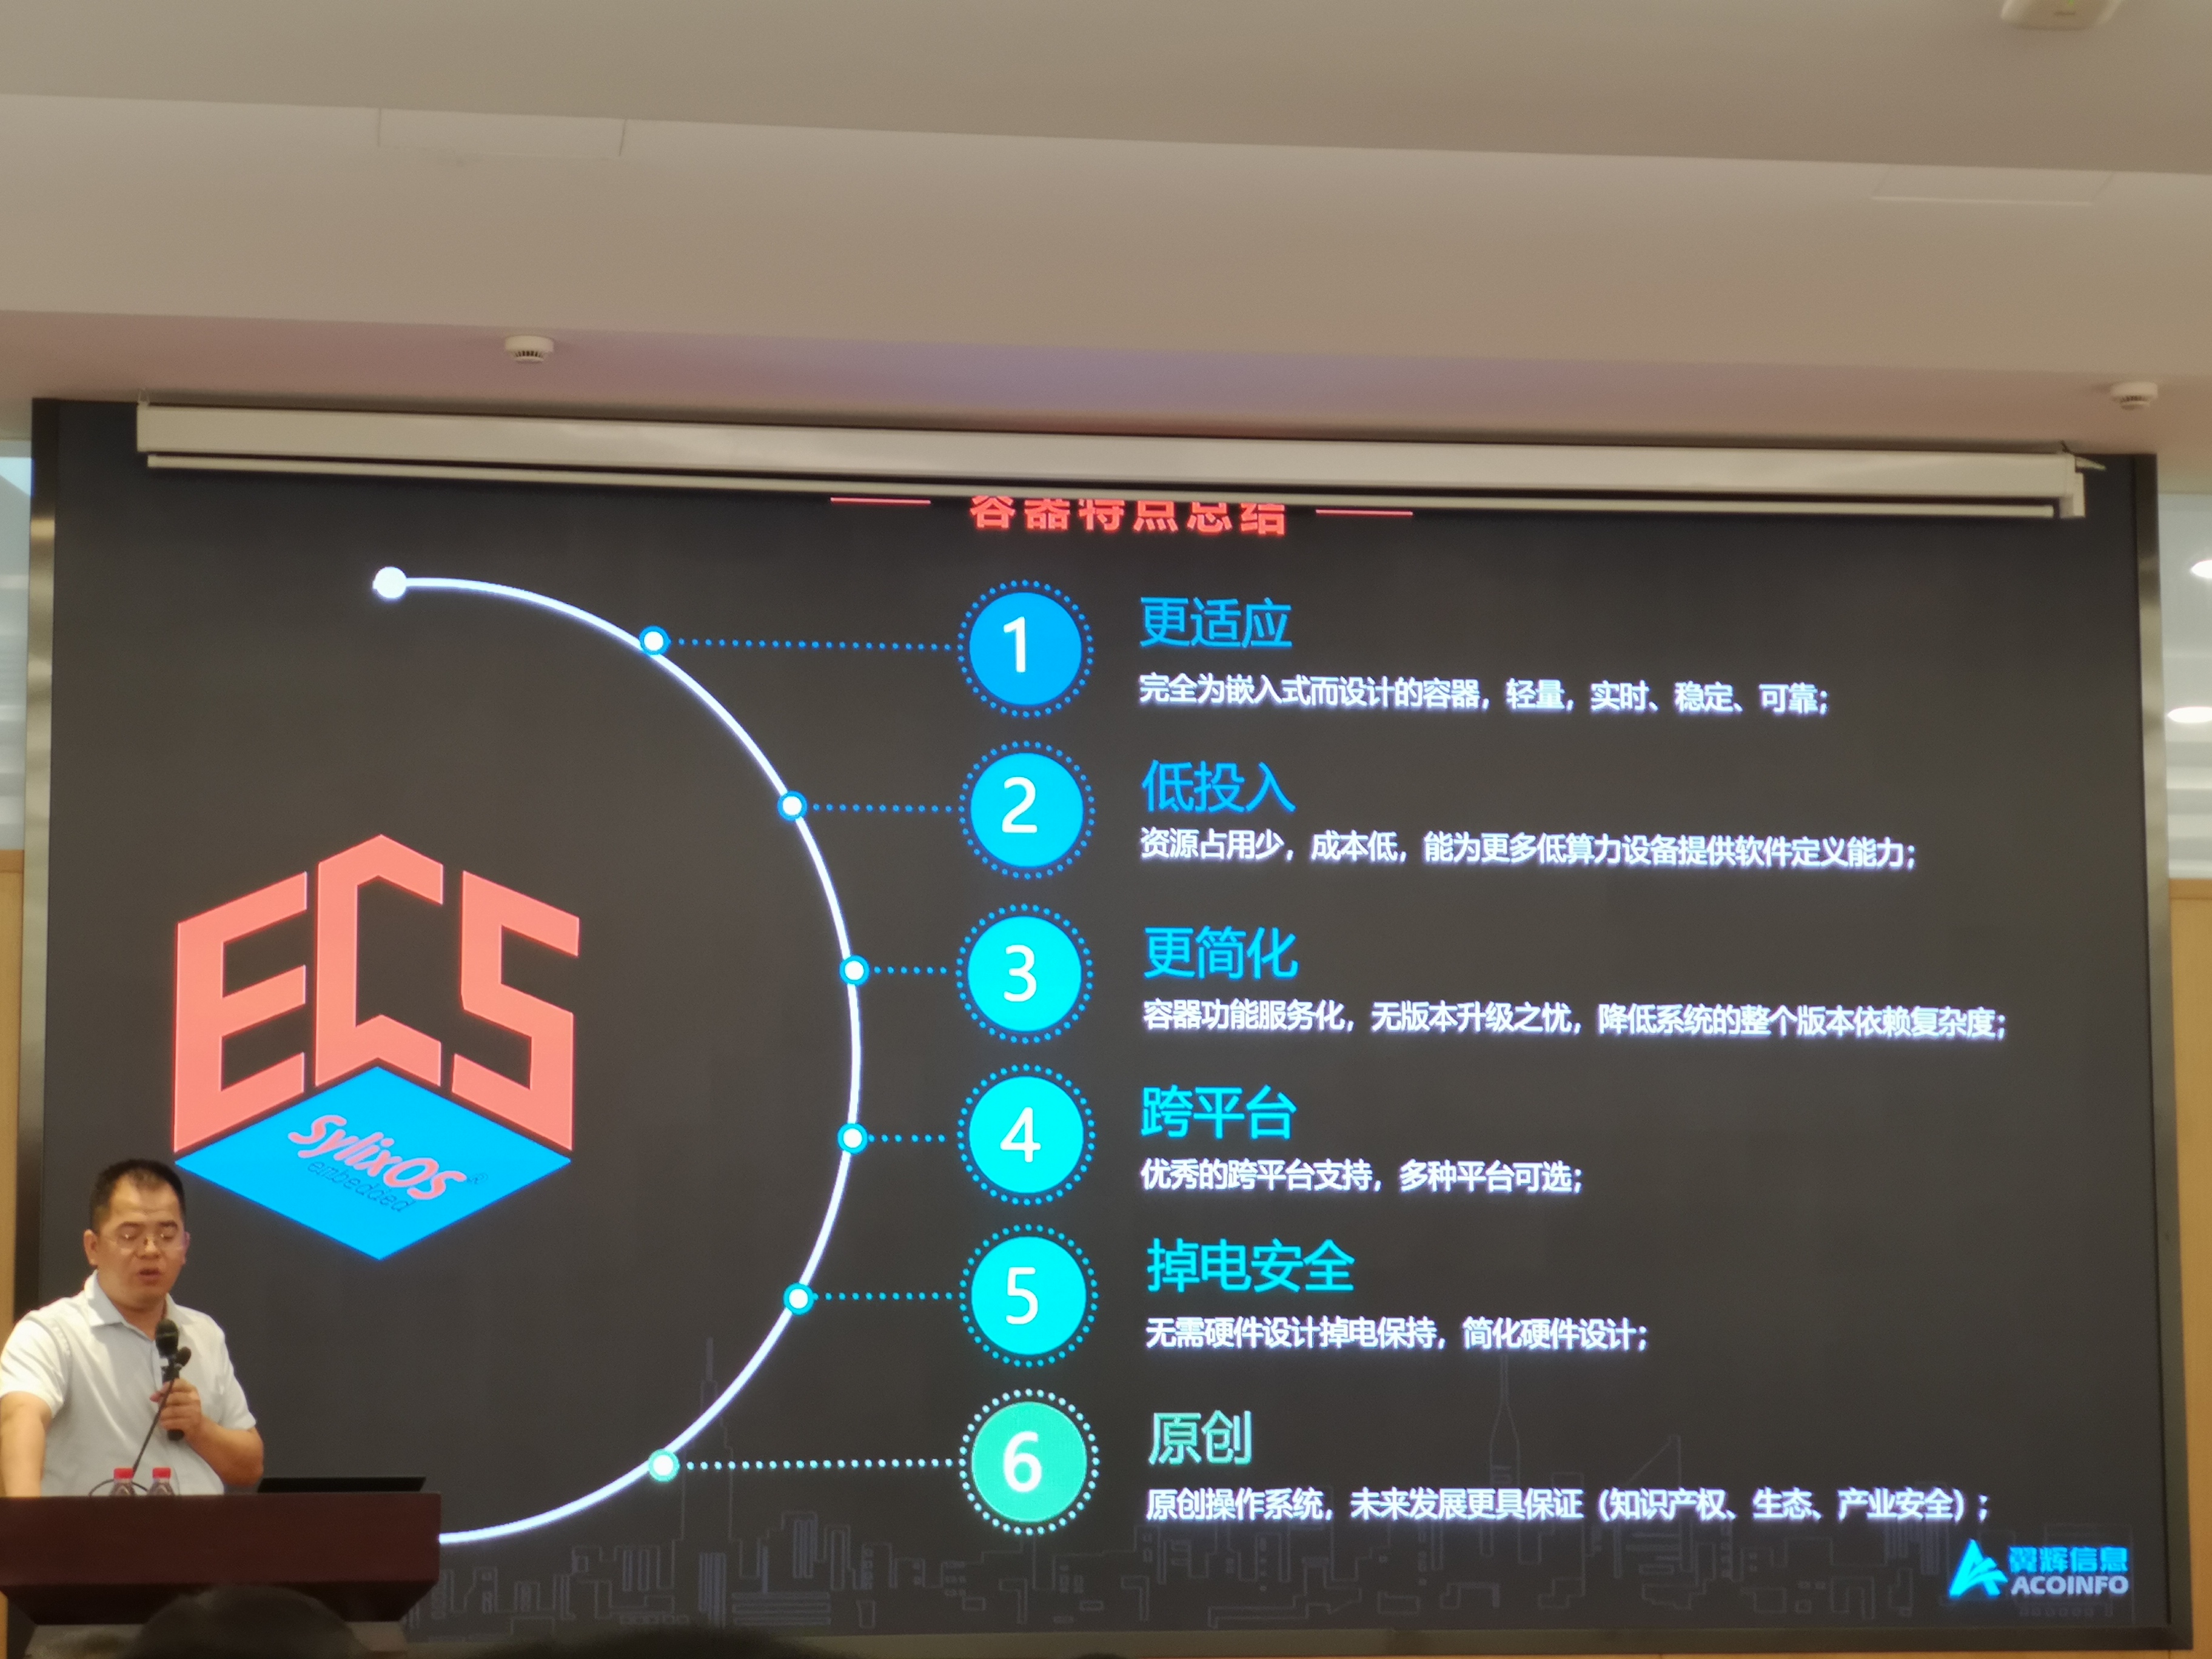 容器特点总结
1
更适应
完全为嵌入式而设计的容器，轻量，实时、稳定、可靠；
2
低投入
资源占用少，成本低，能为更多低算力设备提供软件定义能力；
3
更简化
容器功能服务化，无版本升级之忧，降低系统的整个版本依赖复杂度；
4
跨平台
优秀的跨平台支持，多种平台可选；
5
掉电安全
无需硬件设计掉电保持，简化硬件设计；
6
原创
原创操作系统，未来发展更具保证（知识产权、生态、产业安全）；
ECS
SylixOS®
embedded
翼辉信息
ACOINFO